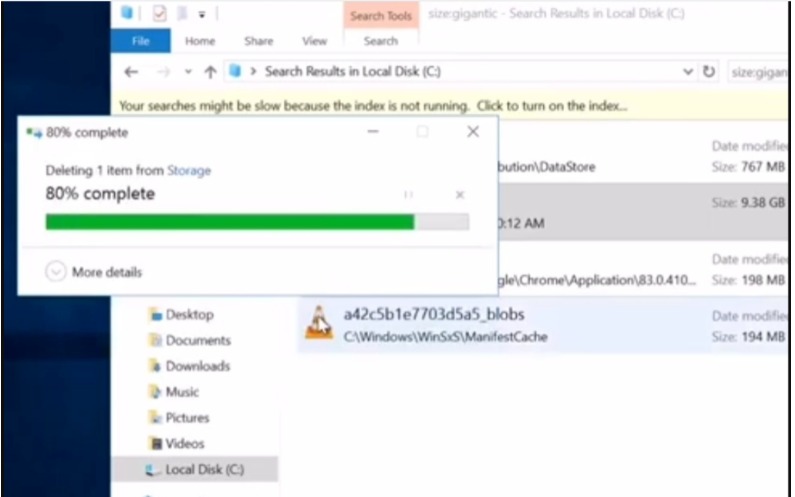 Search Tools
size:gigantic - Search Results in Local Disk (C:)
File
Home
Share
View
Search
Search Results in Local Disk (C:)
size:gigan
Your searches might be slow because the index is not running. Click to turn on the index...
80% complete
Deleting 1 item from Storage
80% complete
More details
Date modifie
bution\DataStore
Size: 767 MB
Size: 9.38 GB
0:12 AM
Date modifie
gle\Chrome\Application\83.0.410...
Size: 198 MB
a42c5b1e7703d5a5_blobs
Date modifie
C:\Windows\WinSxS\ManifestCache
Size: 194 MB
Desktop
Documents
Downloads
Music
Pictures
Videos
Local Disk (C:)